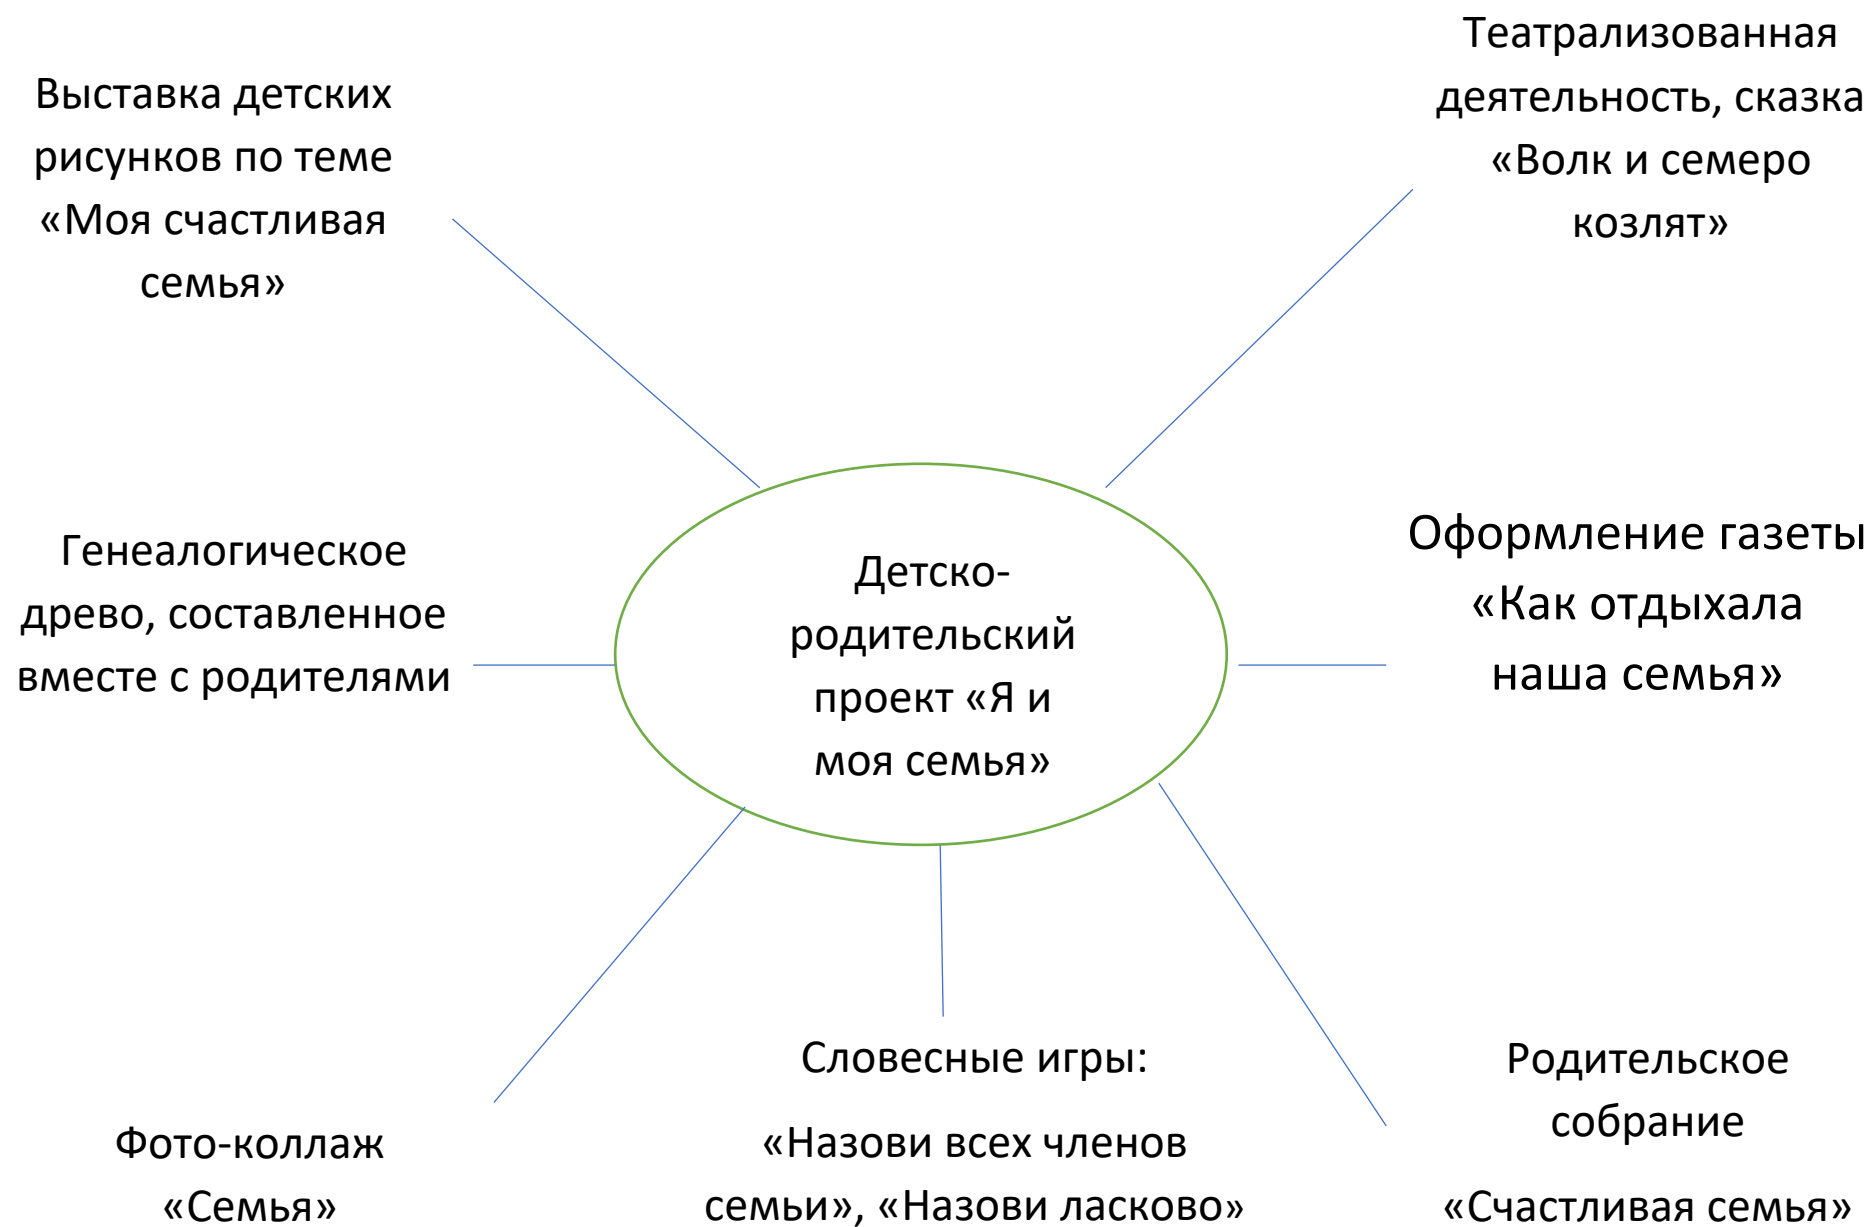 Театрализованная
деятельность, сказка
«Волк и семеро
козлят»
Выставка детских
рисунков по теме
«Моя счастливая
семья»
Оформление газеты
«Как отдыхала
наша семья»
Генеалогическое
древо, составленное
вместе с родителями
Детско-
родительский
проект «Я и
моя семья»
Фото-коллаж
«Семья»
Словесные игры:
«Назови всех членов
семьи», «Назови ласково»
Родительское
собрание
«Счастливая семья»